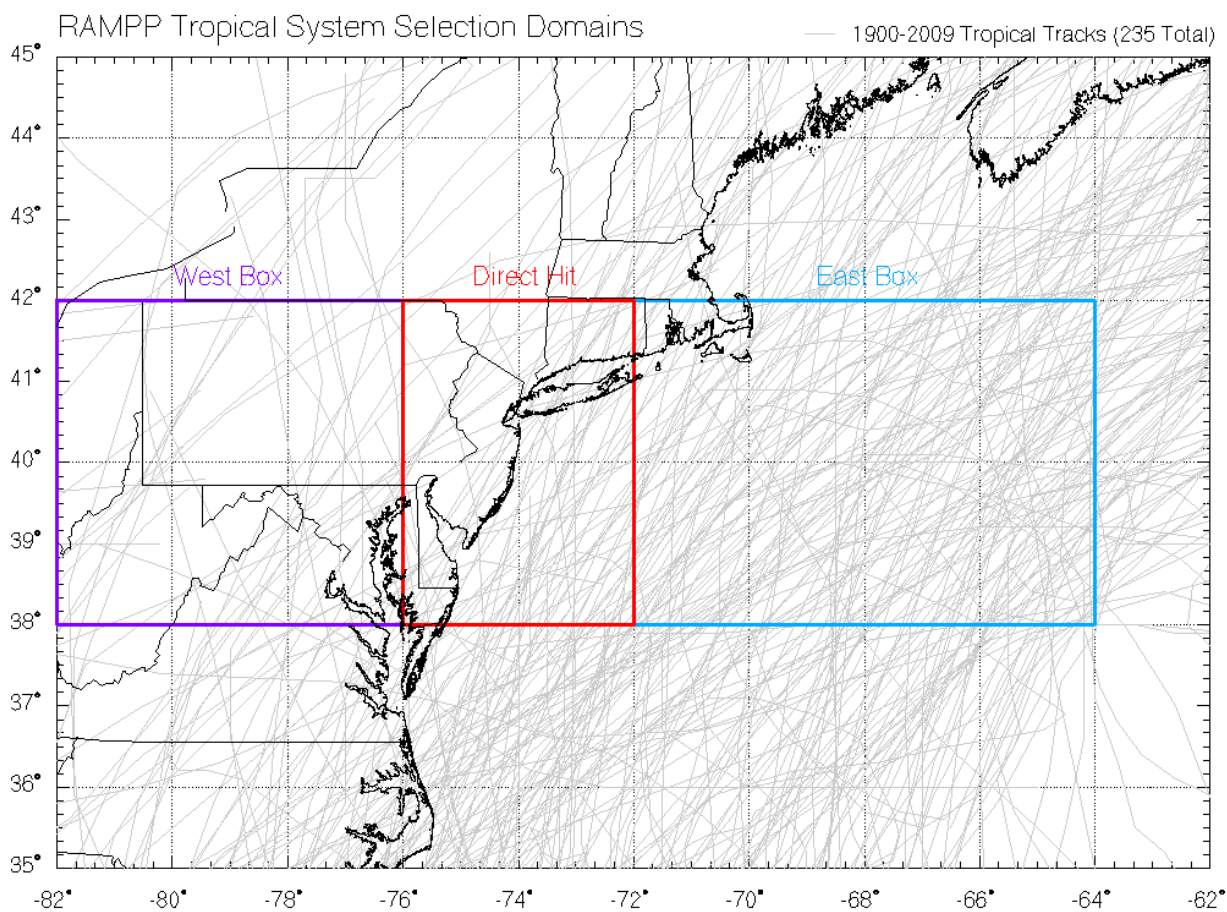 RAMPP Tropical System Selection Domains
1900-2009 Tropical Tracks (235 Total)
45°
44°
43°
West Box
Direct Hit
East Box
42°
41°
40°
39°
38°
37°
36°
35°
-82° -80° -78° -76° -74° -72° -70° -68° -66° -64° -62°